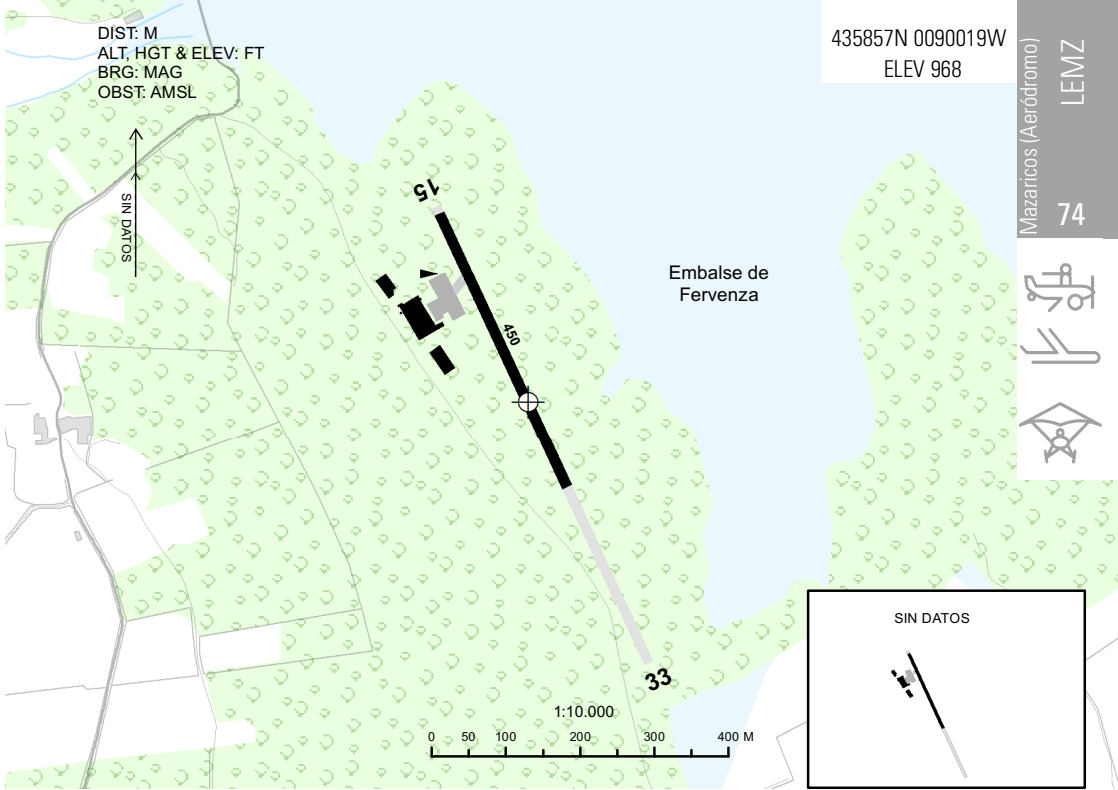 DIST: M
ALT, HGT & ELEV: FT
BRG: MAG
OBST: AMSL
SIN DATOS
435857N 0090019W
ELEV 968
Mazaricos (Aeródromo)
LEMZ
74
15
450
Embalse de
Fervenza
33
1:10.000
0 50 100 200 300 400 M
SIN DATOS